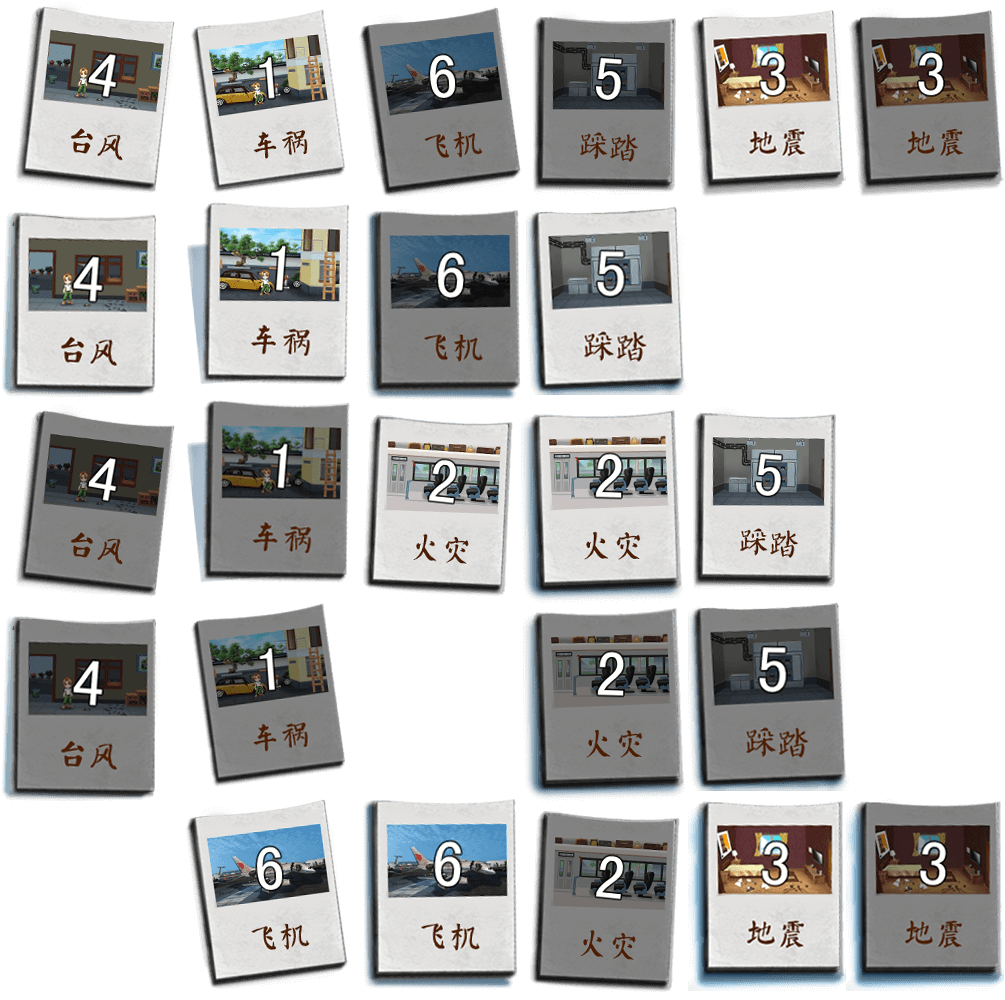 4 1 6 5 3 3
台风 车祸 飞机 踩踏 地震 地震
4 1 6 5
台风 车祸 飞机 踩踏
4 1 2 2 5
台风 车祸 火灾 火灾 踩踏
4 1 2 5
台风 车祸 火灾 踩踏
6 6 2 3 3
飞机 飞机 火灾 地震 地震